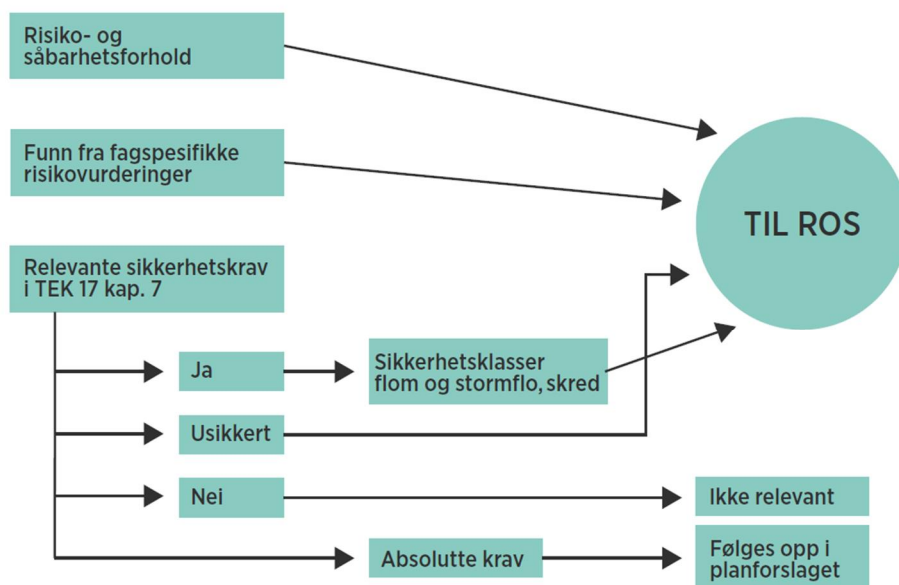 Risiko- og
såbarhetsforhold
Funn fra fagspesifikke
risikovurderinger
TIL ROS
Relevante sikkerhetskrav
i TEK 17 kap. 7
Ja
Sikkerhetsklasser
flom og stormflo, skred
Usikkert
Nei
Ikke relevant
Absolutte krav
Følges opp i
planforslaget